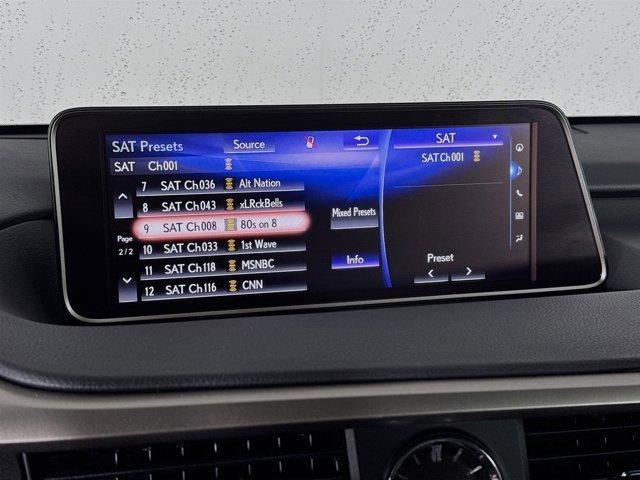 SAT Presets
Source
SAT Ch001
7 SAT Ch036 Alt Nation
8 SAT Ch043 xLRckBells
9 SAT Ch008 80s on 8
10 SAT Ch033 1st Wave
11 SAT Ch118 MSNBC
12 SAT Ch116 CNN
Page
2/2
Mixed Presets
Info
SAT
SAT Ch001
Preset